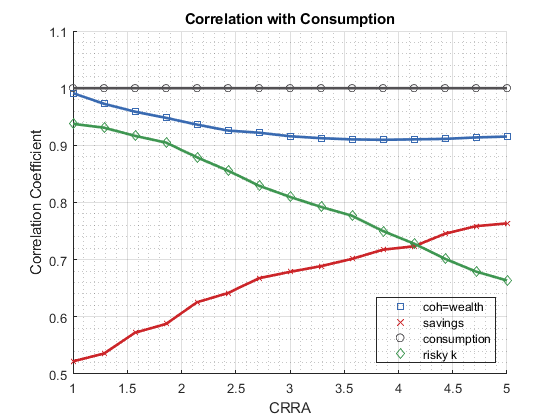 Correlation with Consumption
1.1
1
0.9
0.8
0.7
0.6
0.5
Correlation Coefficient
coh=wealth
savings
consumption
risky k
1
1.5
2
2.5
3
3.5
4
4.5
5
CRRA